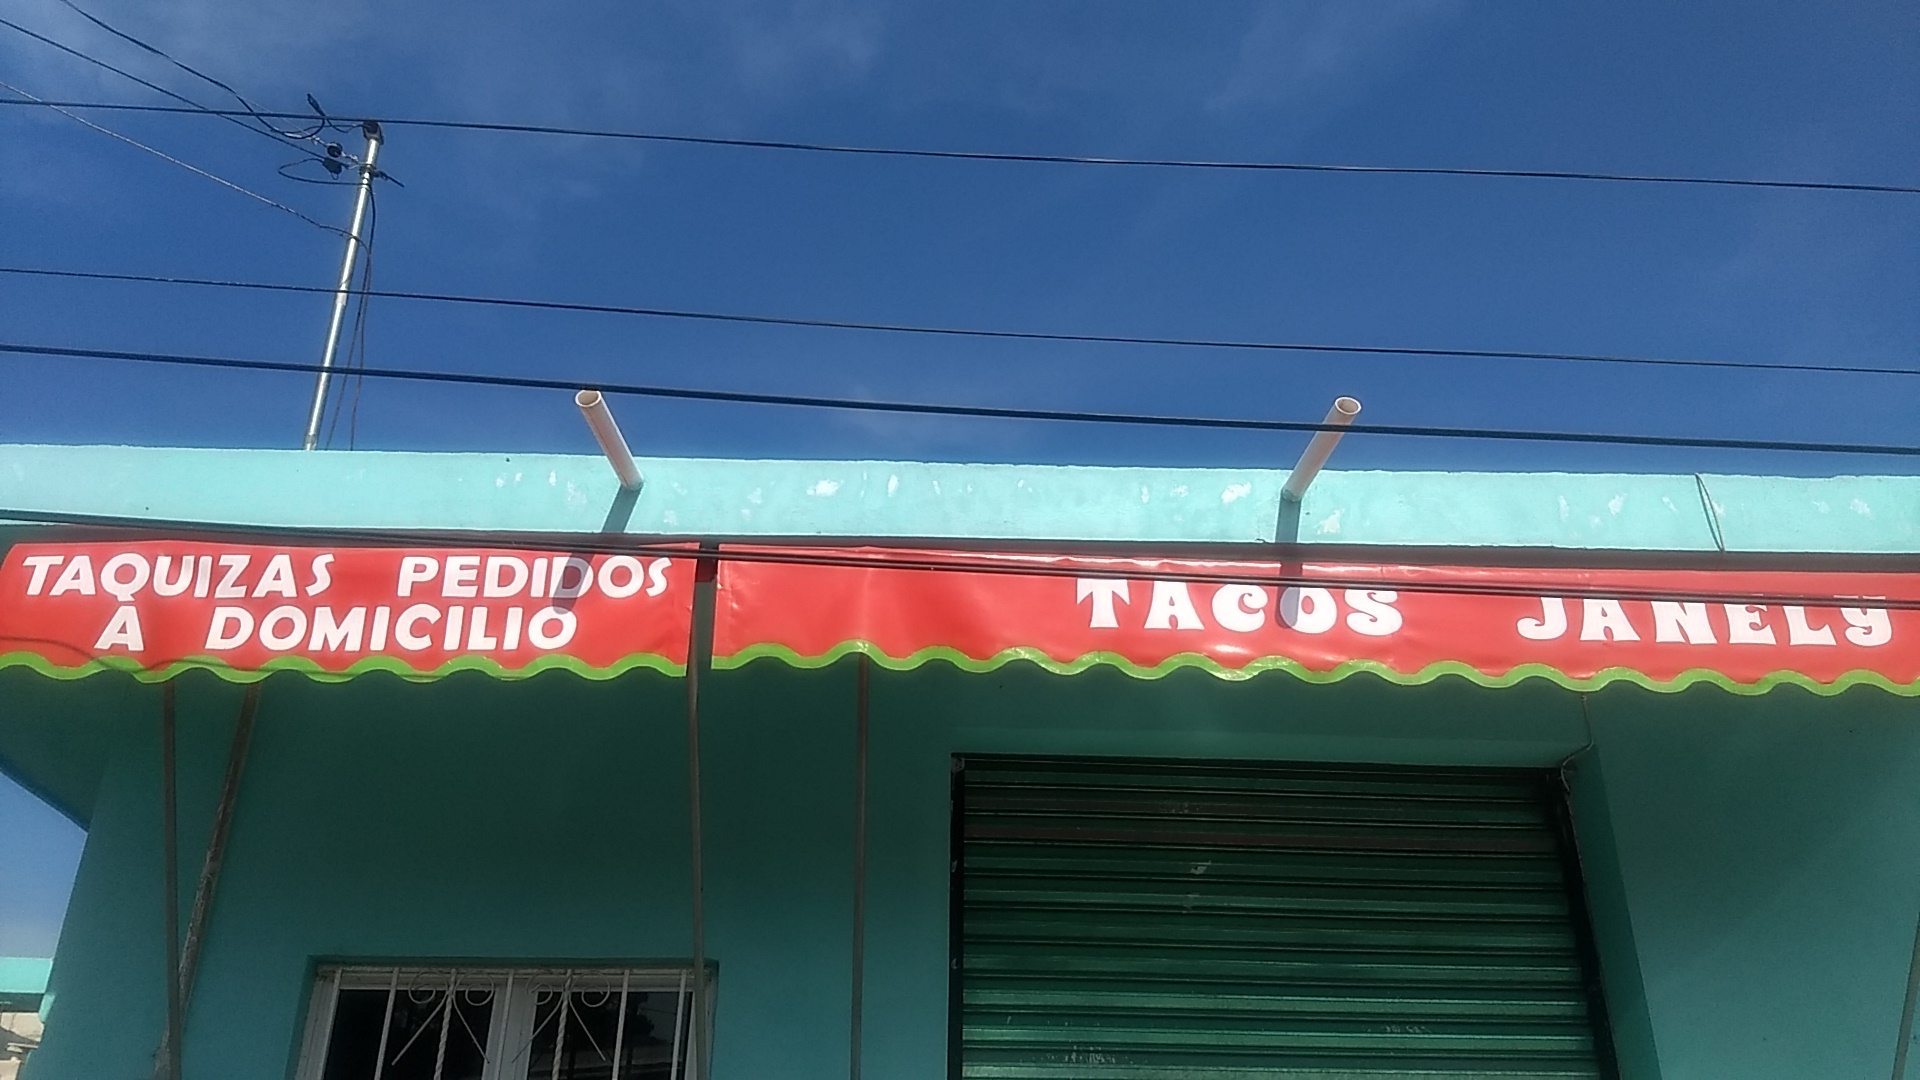 TAQUIZAS PEDIDOS
A DOMICILIO
TACOS JANELY